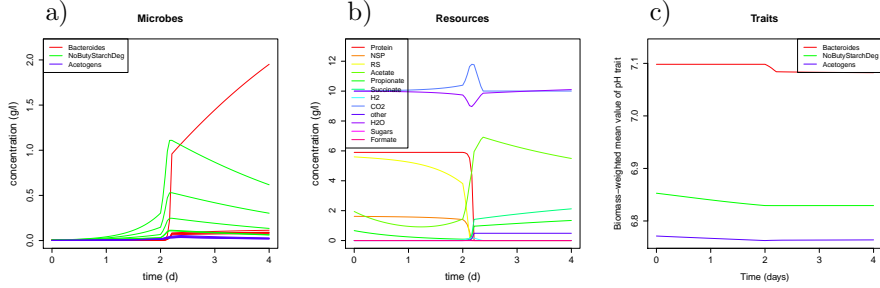 a)
Microbes
Bacteroides
NoButyStarchDeg
Acetogens
concentration (g/l)
0.0
0.5
1.0
1.5
2.0
0
1
2
3
4
time (d)
b)
Resources
Protein
NSP
RS
Acetate
Propionate
Succinate
H2
CO2
other
H2O
Sugars
Formate
concentration (g/l)
0
2
4
6
8
10
12
0
1
2
3
4
time (d)
c)
Traits
Bacteroides
NoButyStarchDeg
Acetogens
Biomass−weighted mean value of pH trait
6.8
6.9
7.0
7.1
0
1
2
3
4
Time (days)